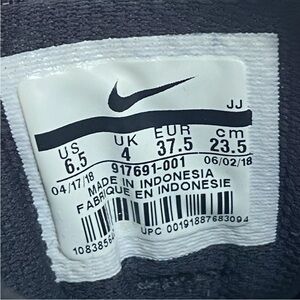 JJ
US UK EUR cm
6.5 4 37.5 23.5
917691-001
04/17/18 06/02/18
MADE IN INDONESIA
FABRIQUE EN INDONESIE
UPC 00191887683094